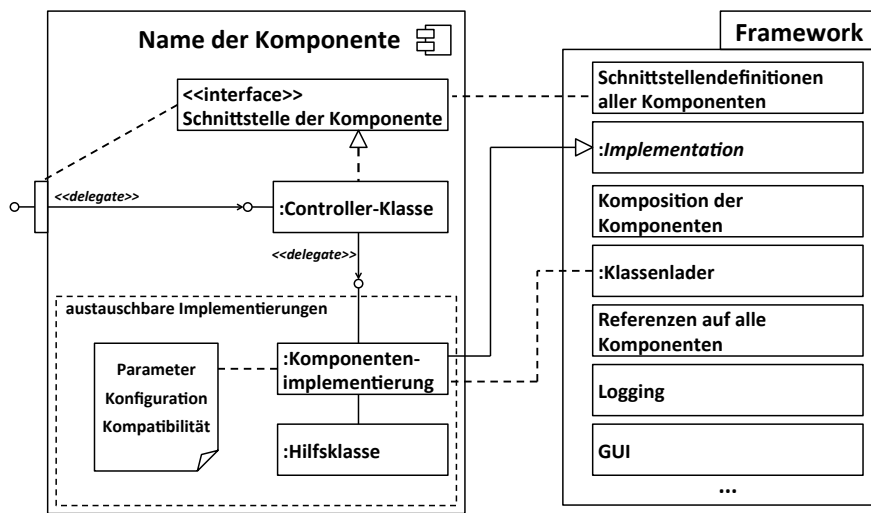 Name der Komponente
<<interface>>
Schnittstelle der Komponente
<<delegate>>
:Controller-Klasse
<<delegate>>
austauschbare Implementierungen
Parameter
Konfiguration
Kompatibilität
:Komponenten-
implementierung
:Hilfsklasse
Framework
Schnittstellendefinitionen
aller Komponenten
:Implementation
Komposition der
Komponenten
:Klassenlader
Referenzen auf alle
Komponenten
Logging
GUI
...